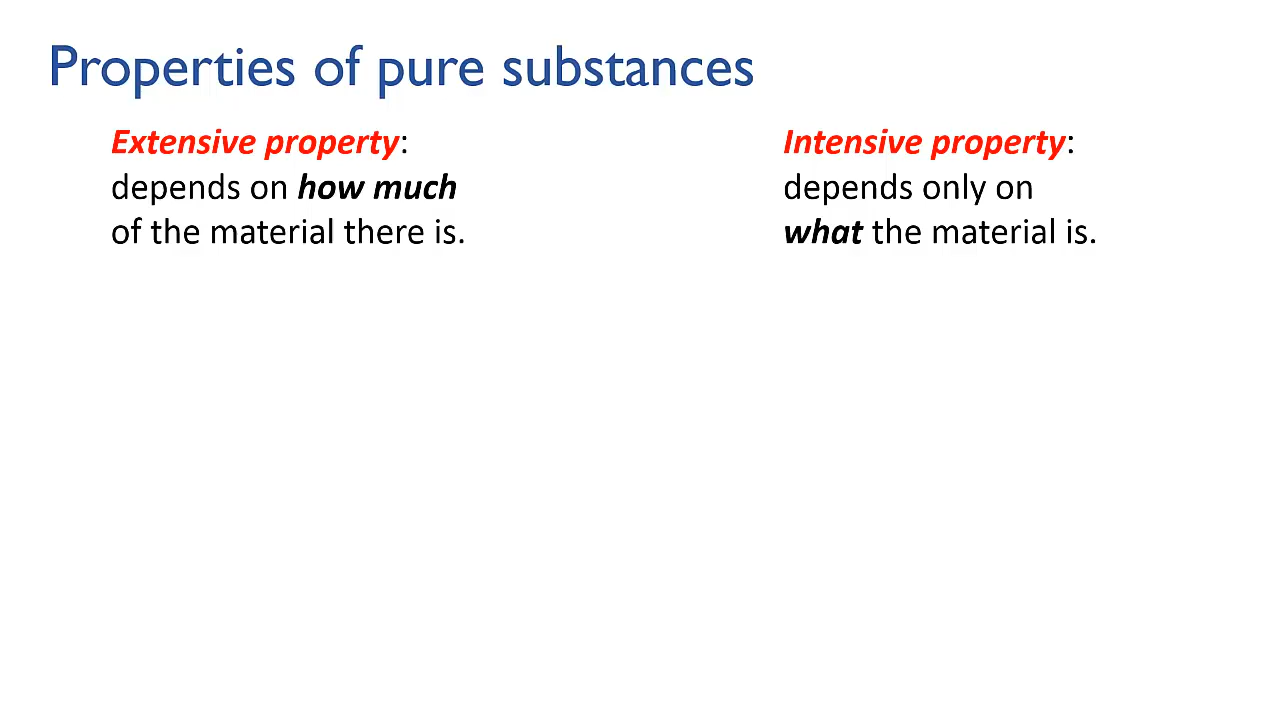 Properties of pure substances
Extensive property:
depends on how much
of the material there is.
Intensive property:
depends only on
what the material is.